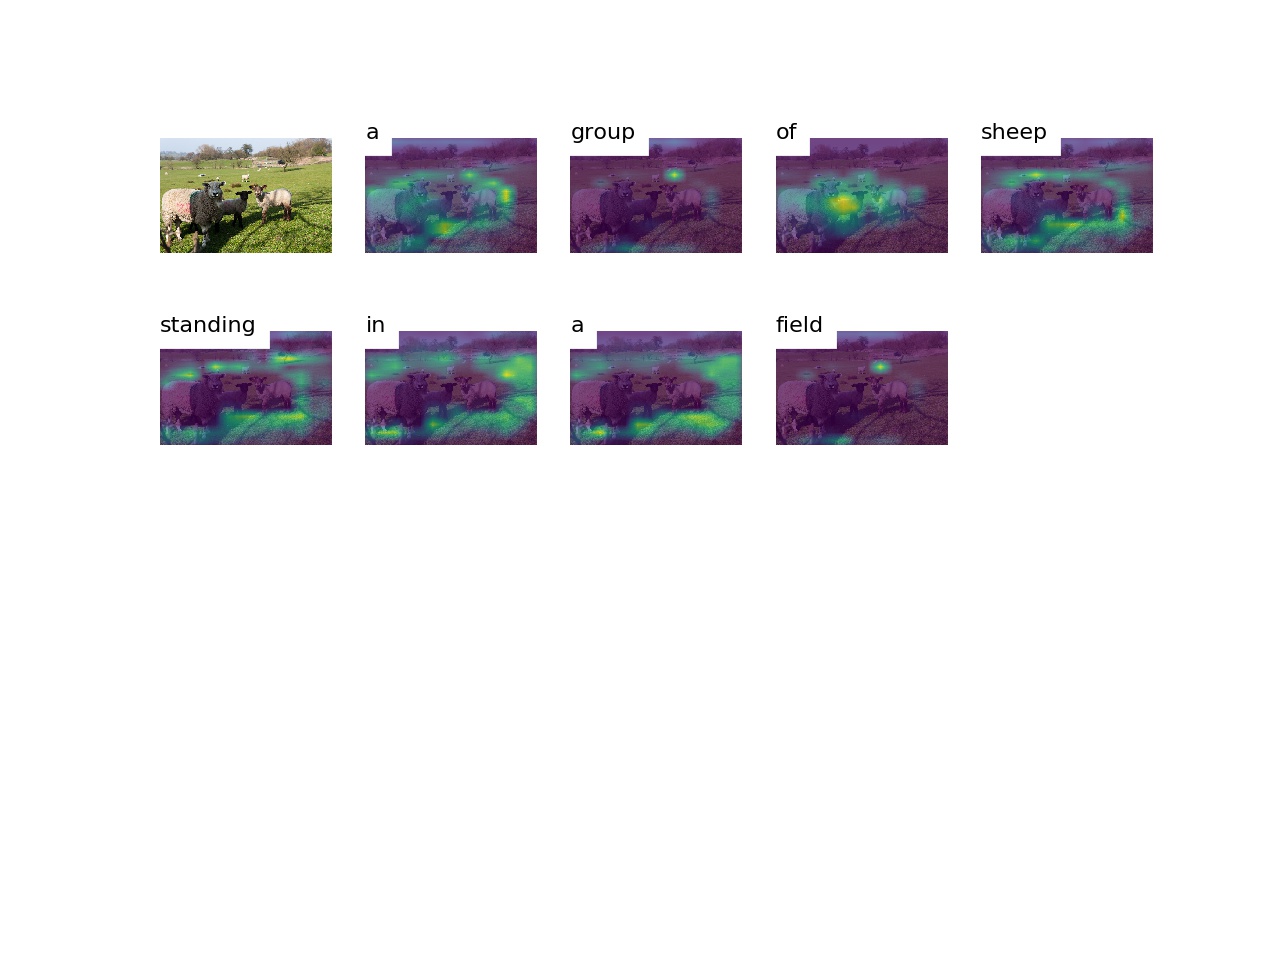 a
group
of
sheep
standing
in
a
field